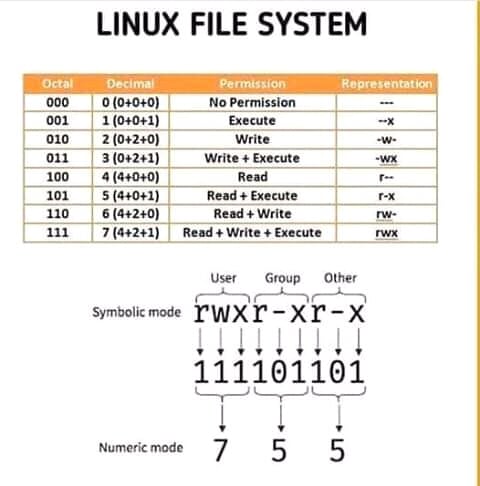 LINUX FILE SYSTEM
Octal Decimal Permission Representation
000 0 (0+0+0) No Permission ---
001 1 (0+0+1) Execute --x
010 2 (0+2+0) Write -w-
011 3 (0+2+1) Write + Execute -wx
100 4 (4+0+0) Read r--
101 5 (4+0+1) Read + Execute r-x
110 6 (4+2+0) Read + Write rw-
111 7 (4+2+1) Read + Write + Execute rwx
User Group Other
Symbolic mode rwxr-xr-x
111101101
Numeric mode 7 5 5